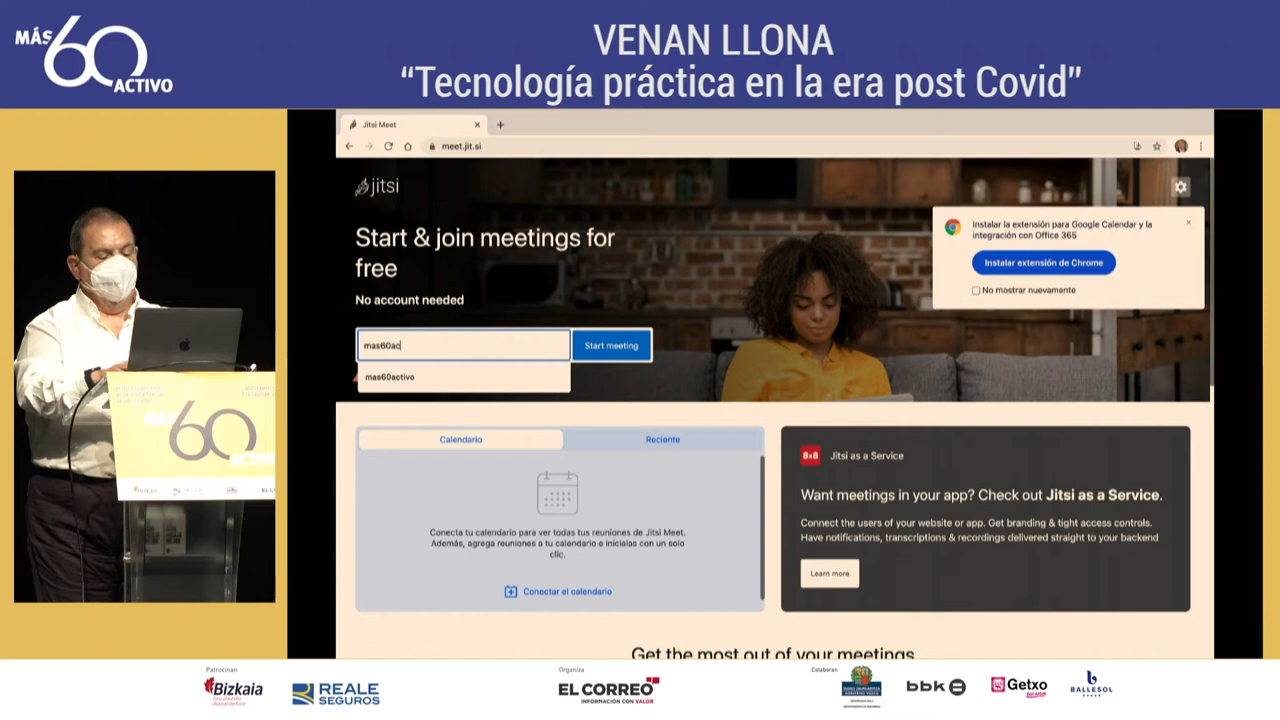 MÁS
60
ACTIVO
VENAN LLONA
“Tecnología práctica en la era post Covid”
Jitsi Meet
meet.jit.si
jitsi
Start & join meetings for
free
No account needed
mas60ac
Start meeting
mas60activo
Instalar la extensión para Google Calendar y la
integración con Office 365
Instalar extensión de Chrome
No mostrar nuevamente
Calendario
Reciente
Conecta tu calendario para ver todas tus reuniones de Jitsi Meet.
Además, agrega reuniones a tu calendario e inícialas con un solo
clic.
Conectar el calendario
8x8
Jitsi as a Service
Want meetings in your app? Check out Jitsi as a Service.
Connect the users of your website or app. Get branding & tight access controls.
Have notifications, transcriptions & recordings delivered straight to your backend
Learn more
Get the most out of your meetings
MÁS
60
ACTIVO
Patrocinan
Bizkaia
REALE
SEGUROS
Organiza
EL CORREO
INFORMACIÓN CON VALOR
Colaboran
bbk
Getxo
BALLESOL